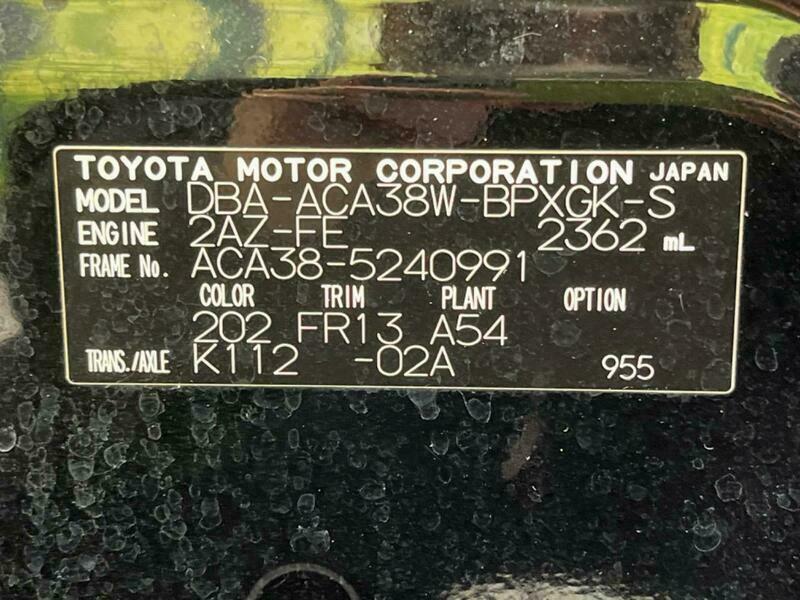 TOYOTA MOTOR CORPORATION JAPAN
MODEL DBA-ACA38W-BPXGK-S
ENGINE 2AZ-FE 2362 mL
FRAME No. ACA38-5240991
COLOR TRIM PLANT OPTION
202 FR13 A54
TRANS./AXLE K112 -02A 955